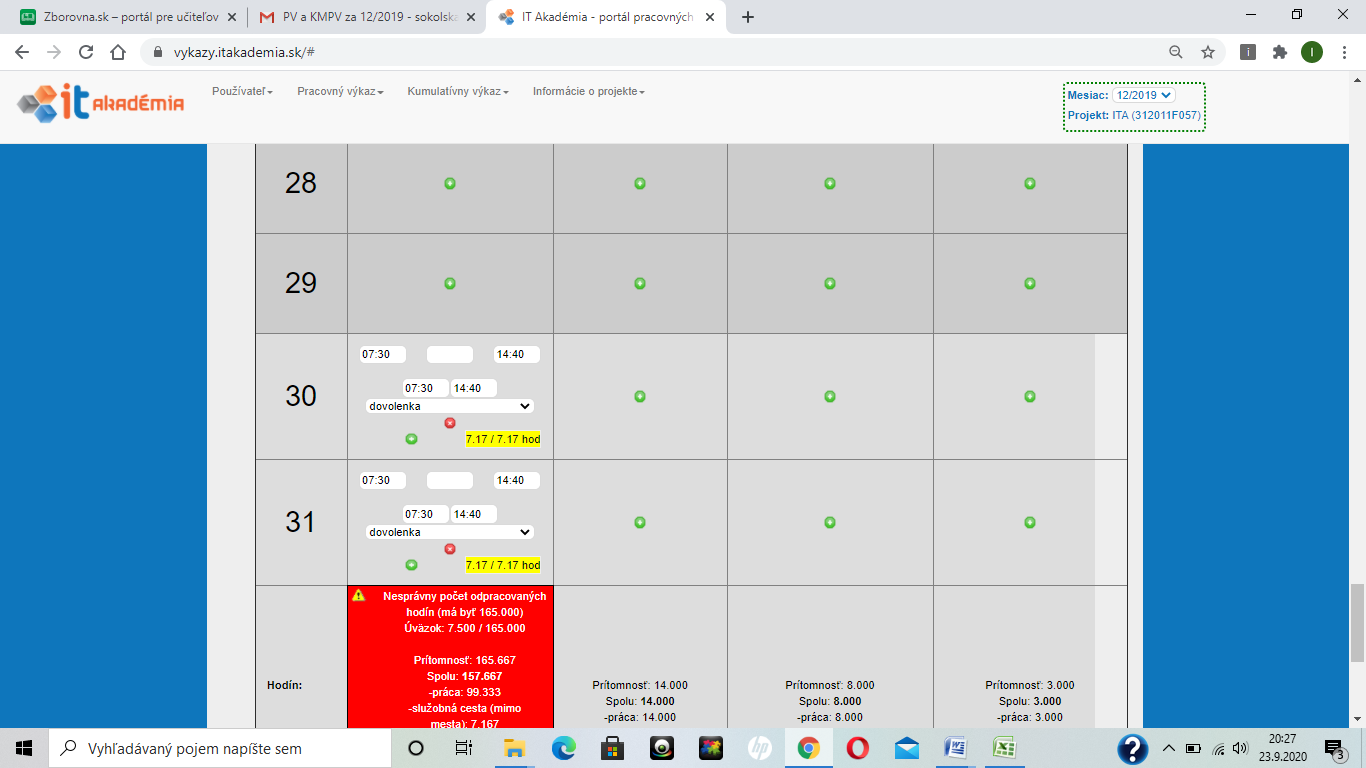 Zborovna.sk – portál pre učiteľov
PV a KMPV za 12/2019 - sokolska
IT Akadémia - portál pracovných
vykazy.itakademia.sk/#
I
it akadémia
Používateľ
Pracovný výkaz
Kumulatívny výkaz
Informácie o projekte
Mesiac: 12/2019
Projekt: ITA (312011F057)
28
29
30
07:30 14:40
07:30 14:40
dovolenka
7.17 / 7.17 hod
31
07:30 14:40
07:30 14:40
dovolenka
7.17 / 7.17 hod
Hodín:
Nesprávny počet odpracovaných
hodín (má byť 165.000)
Úväzok: 7.500 / 165.000
Prítomnosť: 165.667
Spolu: 157.667
-práca: 99.333
-služobná cesta (mimo
mesta): 7.167
Prítomnosť: 14.000
Spolu: 14.000
-práca: 14.000
Prítomnosť: 8.000
Spolu: 8.000
-práca: 8.000
Prítomnosť: 3.000
Spolu: 3.000
-práca: 3.000
Vyhľadávaný pojem napíšte sem
hp
?
20:27
23.9.2020
3